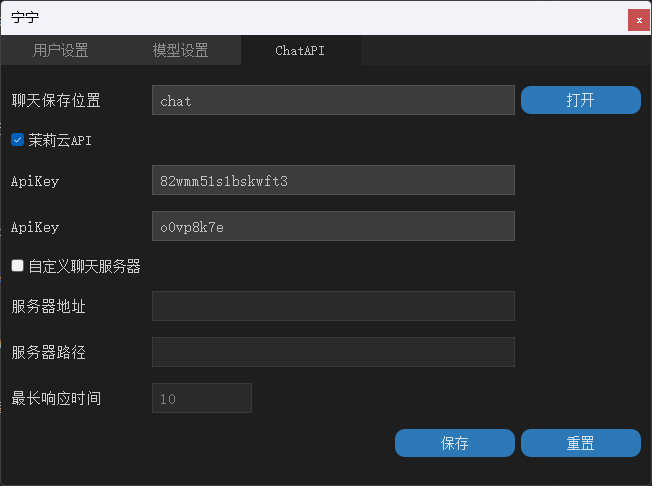 宁宁
用户设置 模型设置 ChatAPI
聊天保存位置 chat 打开
茉莉云API
ApiKey 82wmm51s1bskwft3
ApiKey o0vp8k7e
自定义聊天服务器
服务器地址
服务器路径
最长响应时间 10
保存 重置